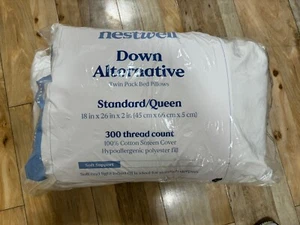 nestwell
Down
Alternative
Twin Pack Bed Pillows
Standard/Queen
18 in x 26 in x 2 in (45 cm x 66 cm x 5 cm)
300 thread count
100% Cotton Sateen Cover
Hypoallergenic polyester fill